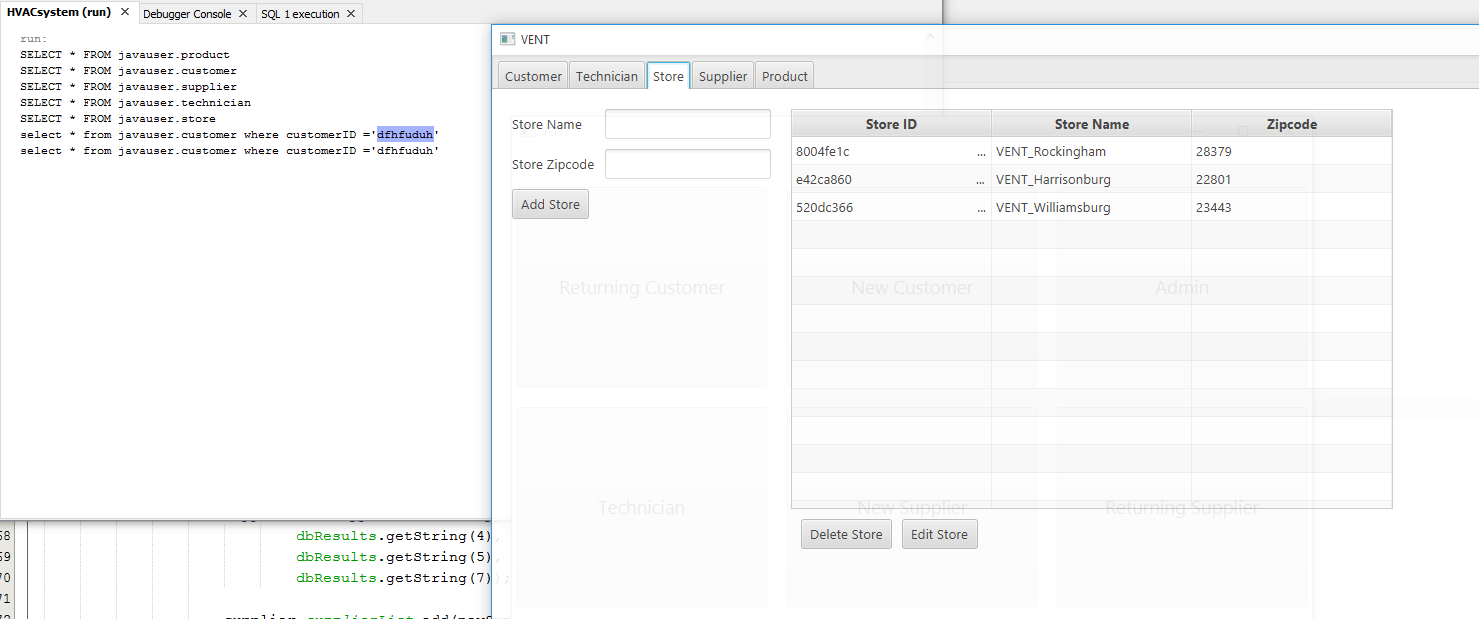 HVACsystem (run) ×
Debugger Console ×
SQL 1 execution ×
run:
SELECT * FROM javauser.product
SELECT * FROM javauser.customer
SELECT * FROM javauser.supplier
SELECT * FROM javauser.technician
SELECT * FROM javauser.store
select * from javauser.customer where customerID ='dfhfuduh'
select * from javauser.customer where customerID ='dfhfuduh'
VENT
Customer Technician Store Supplier Product
Store Name
Store Zipcode
Add Store
Store ID Store Name Zipcode
8004fe1c ... VENT_Rockingham 28379
e42ca860 ... VENT_Harrisonburg 22801
520dc366 ... VENT_Williamsburg 23443
Returning Customer New Customer Admin
Technician New Supplier Returning Supplier
Delete Store Edit Store
58 dbResults.getString(4),
59 dbResults.getString(5),
70 dbResults.getString(7));
71